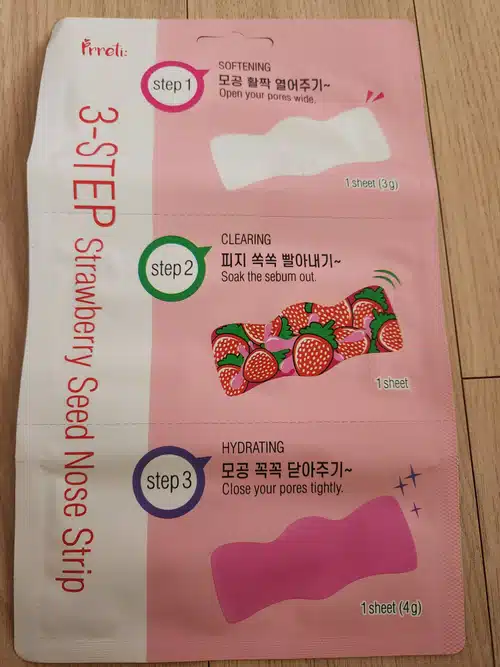 Prreti:
3-STEP Strawberry Seed Nose Strip
step 1
SOFTENING
모공 활짝 열어주기~
Open your pores wide.
1 sheet (3 g)
step 2
CLEARING
피지 쏙쏙 빨아내기~
Soak the sebum out.
1 sheet
step 3
HYDRATING
모공 꼭꼭 닫아주기~
Close your pores tightly.
1 sheet (4 g)